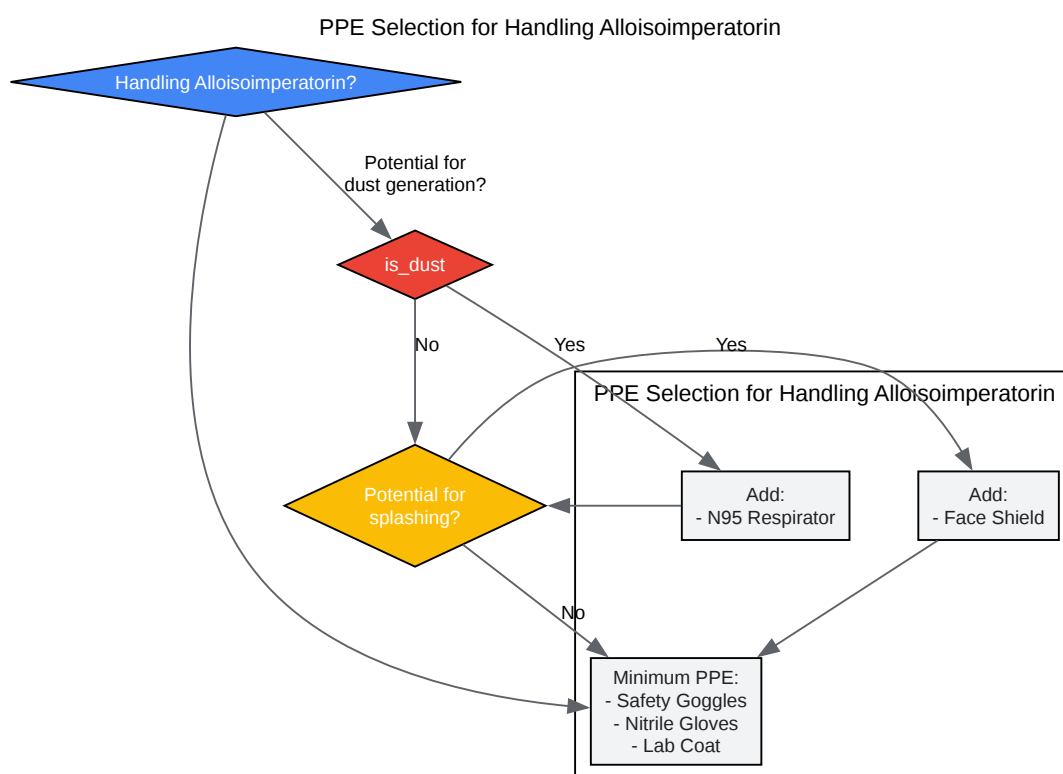 PPE Selection for Handling Alloisoimperatorin
Handling Alloisoimperatorin?
Potential for
dust generation?
is_dust
No
Yes
Yes
PPE Selection for Handling Alloisoimperatorin
Potential for
splashing?
Add:
- N95 Respirator
Add:
- Face Shield
No
Minimum PPE:
- Safety Goggles
- Nitrile Gloves
- Lab Coat